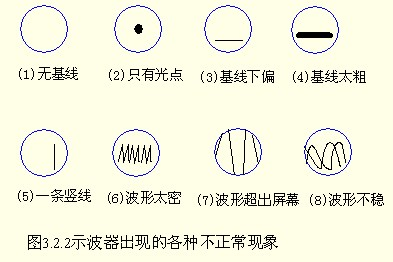 (1)无基线
(2)只有光点
(3)基线下偏
(4)基线太粗
(5)一条竖线
(6)波形太密
(7)波形超出屏幕
(8)波形不稳
图3.2.2示波器出现的各种不正常现象